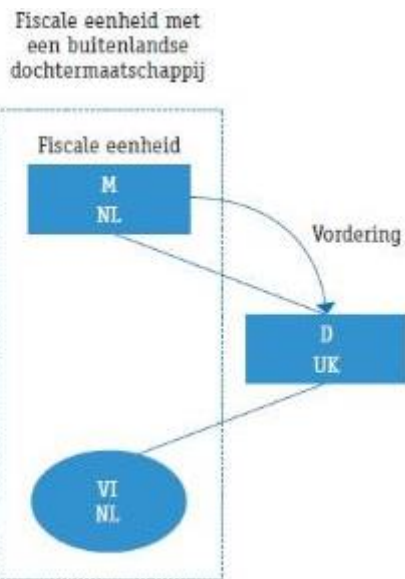 Fiscale eenheid met
een buitenlandse
dochtermaatschappij
Fiscale eenheid
M
NL
Vordering
D
UK
VI
NL